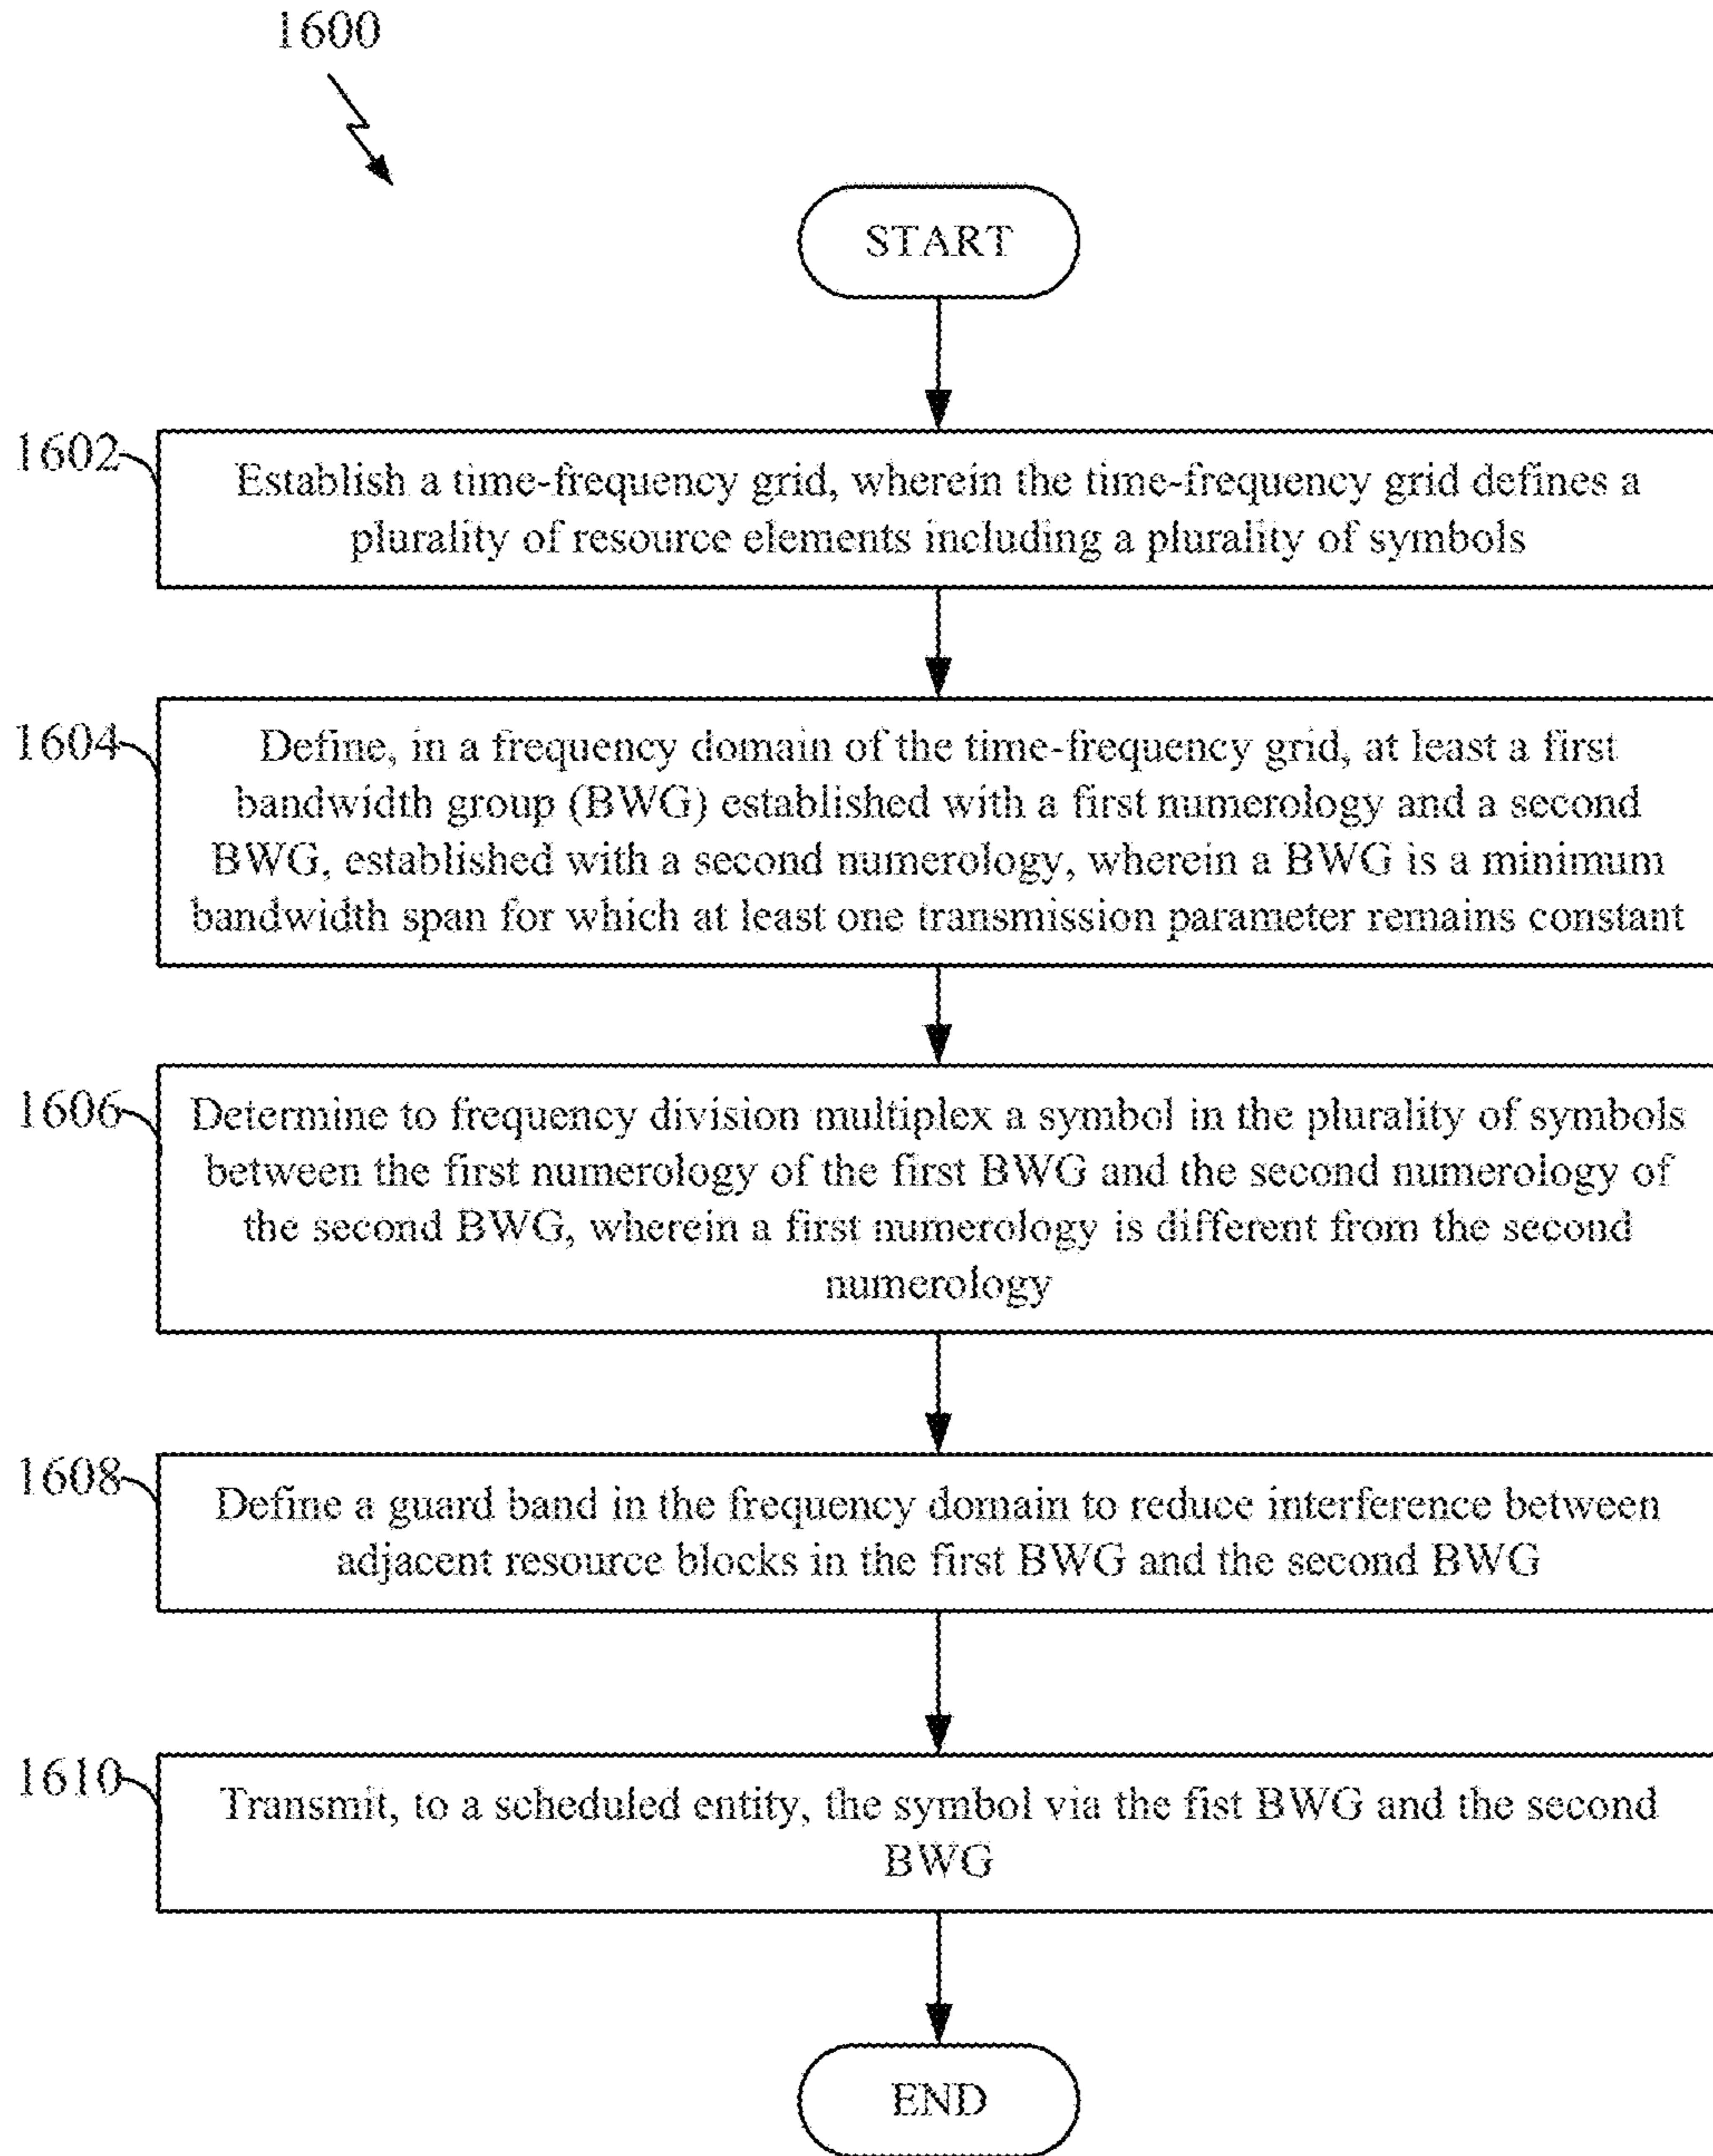 1600
START
1602
Establish a time-frequency grid, wherein the time-frequency grid defines a
plurality of resource elements including a plurality of symbols
1604
Define, in a frequency domain of the time-frequency grid, at least a first
bandwidth group (BWG) established with a first numerology and a second
BWG, established with a second numerology, wherein a BWG is a minimum
bandwidth span for which at least one transmission parameter remains constant
1606
Determine to frequency division multiplex a symbol in the plurality of symbols
between the first numerology of the first BWG and the second numerology of
the second BWG, wherein a first numerology is different from the second
numerology
1608
Define a guard band in the frequency domain to reduce interference between
adjacent resource blocks in the first BWG and the second BWG
1610
Transmit, to a scheduled entity, the symbol via the fist BWG and the second
BWG
END